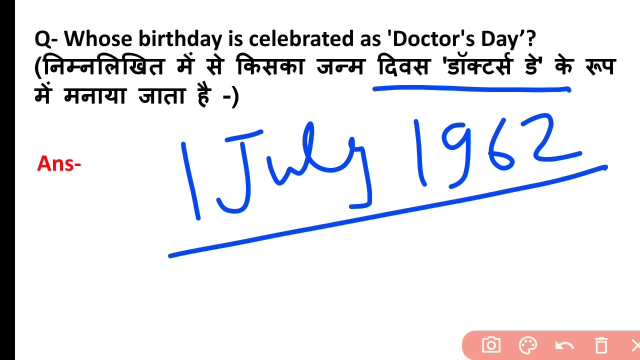 Q- Whose birthday is celebrated as 'Doctor's Day’?
(निम्नलिखित में से किसका जन्म दिवस 'डॉक्टर्स डे' के रूप
में मनाया जाता है -)
Ans-
1 July 1962